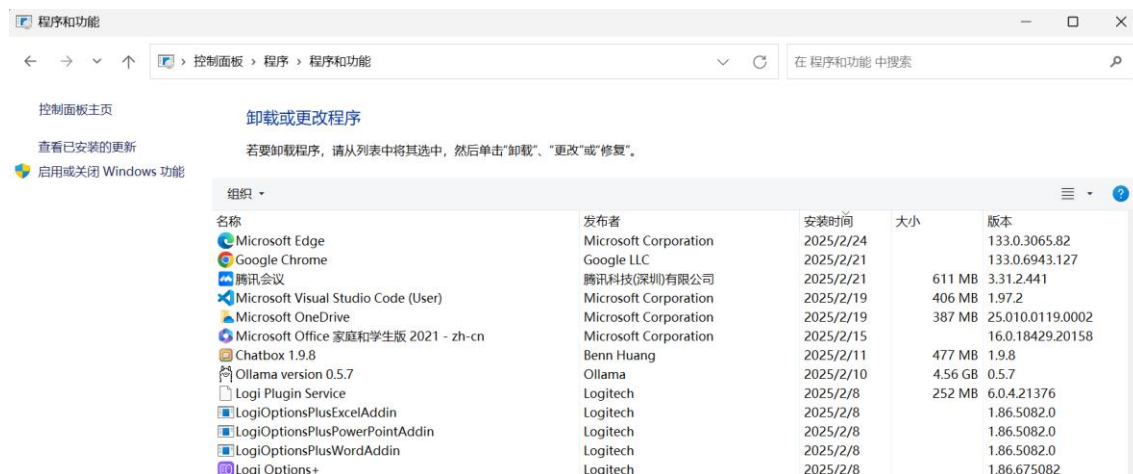 程序和功能
控制面板 › 程序 › 程序和功能
在 程序和功能 中搜索
控制面板主页
查看已安装的更新
启用或关闭 Windows 功能
卸载或更改程序
若要卸载程序，请从列表中将其选中，然后单击"卸载"、"更改"或"修复"。
组织
名称 发布者 安装时间 大小 版本
Microsoft Edge Microsoft Corporation 2025/2/24 133.0.3065.82
Google Chrome Google LLC 2025/2/21 133.0.6943.127
腾讯会议 腾讯科技(深圳)有限公司 2025/2/21 611 MB 3.31.2.441
Microsoft Visual Studio Code (User) Microsoft Corporation 2025/2/19 406 MB 1.97.2
Microsoft OneDrive Microsoft Corporation 2025/2/19 387 MB 25.010.0119.0002
Microsoft Office 家庭和学生版 2021 - zh-cn Microsoft Corporation 2025/2/15 16.0.18429.20158
Chatbox 1.9.8 Benn Huang 2025/2/11 477 MB 1.9.8
Ollama version 0.5.7 Ollama 2025/2/10 4.56 GB 0.5.7
Logi Plugin Service Logitech 2025/2/8 252 MB 6.0.4.21376
LogiOptionsPlusExcelAddin Logitech 2025/2/8 1.86.5082.0
LogiOptionsPlusPowerPointAddin Logitech 2025/2/8 1.86.5082.0
LogiOptionsPlusWordAddin Logitech 2025/2/8 1.86.5082.0
Logi Options+ Logitech 2025/2/8 1.86.675082